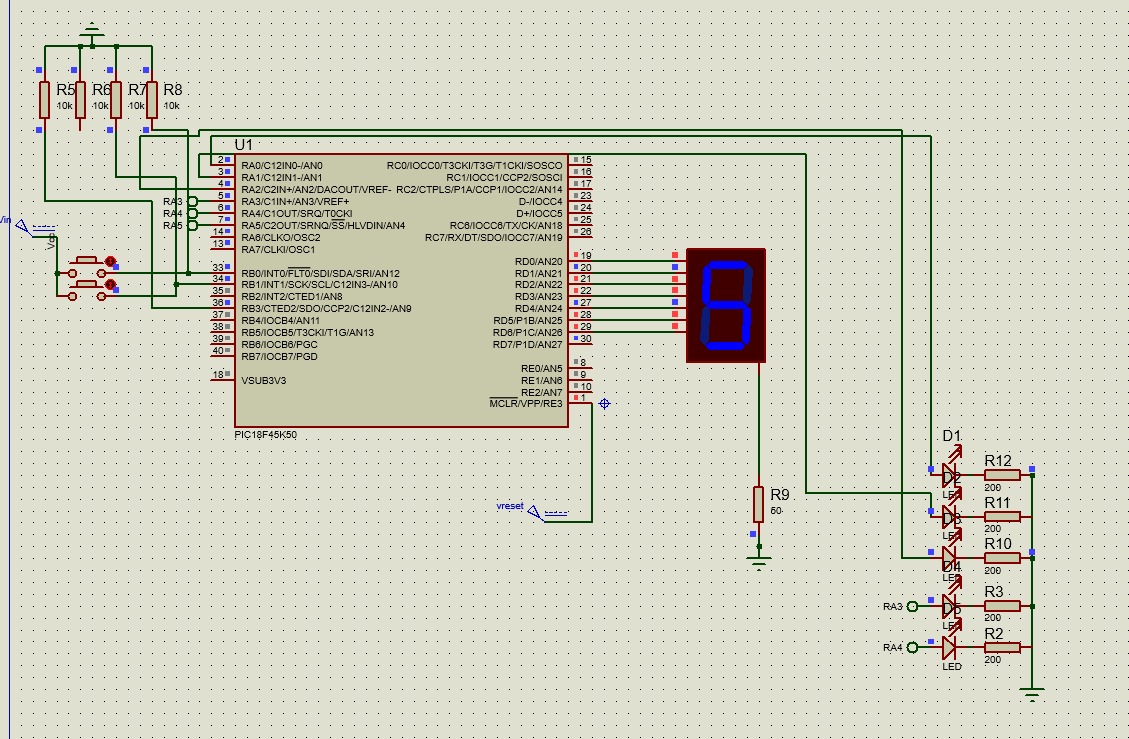 R5 R6 R7 R8
10k 10k 10k 10k
U1
2 RA0/C12IN0-/AN0
3 RA1/C12IN1-/AN1
4 RA2/C2IN+/AN2/DACOUT/VREF-
5 RA3/C1IN+/AN3/VREF+
6 RA4/C1OUT/SRQ/T0CKI
7 RA5/C2OUT/SRNQ/SS/HLVDIN/AN4
14 RA6/CLKO/OSC2
13 RA7/CLKI/OSC1
33 RB0/INT0/FLT0/SDI/SDA/SRI/AN12
34 RB1/INT1/SCK/SCL/C12IN3-/AN10
35 RB2/INT2/CTED1/AN8
36 RB3/CTED2/SDO/CCP2/C12IN2-/AN9
37 RB4/IOCB4/AN11
38 RB5/IOCB5/T3CKI/T1G/AN13
39 RB6/IOCB6/PGC
40 RB7/IOCB7/PGD
18 VSUB3V3
RC0/IOCC0/T3CKI/T3G/T1CKI/SOSCO 15
RC1/IOCC1/CCP2/SOSCI 16
RC2/CTPLS/P1A/CCP1/IOCC2/AN14 17
D-/IOCC4 23
D+/IOCC5 24
RC6/IOCC6/TX/CK/AN18 25
RC7/RX/DT/SDO/IOCC7/AN19 26
RD0/AN20 19
RD1/AN21 20
RD2/AN22 21
RD3/AN23 22
RD4/AN24 27
RD5/P1B/AN25 28
RD6/P1C/AN26 29
RD7/P1D/AN27 30
RE0/AN5 8
RE1/AN6 9
RE2/AN7 10
MCLR/VPP/RE3 1
PIC18F45K50
RA3
RA4
RA5
vreset
R9
60
D1
R12
200
D2
R11
200
D3
R10
200
D4
RA3
R3
200
D5
RA4
R2
200
LED